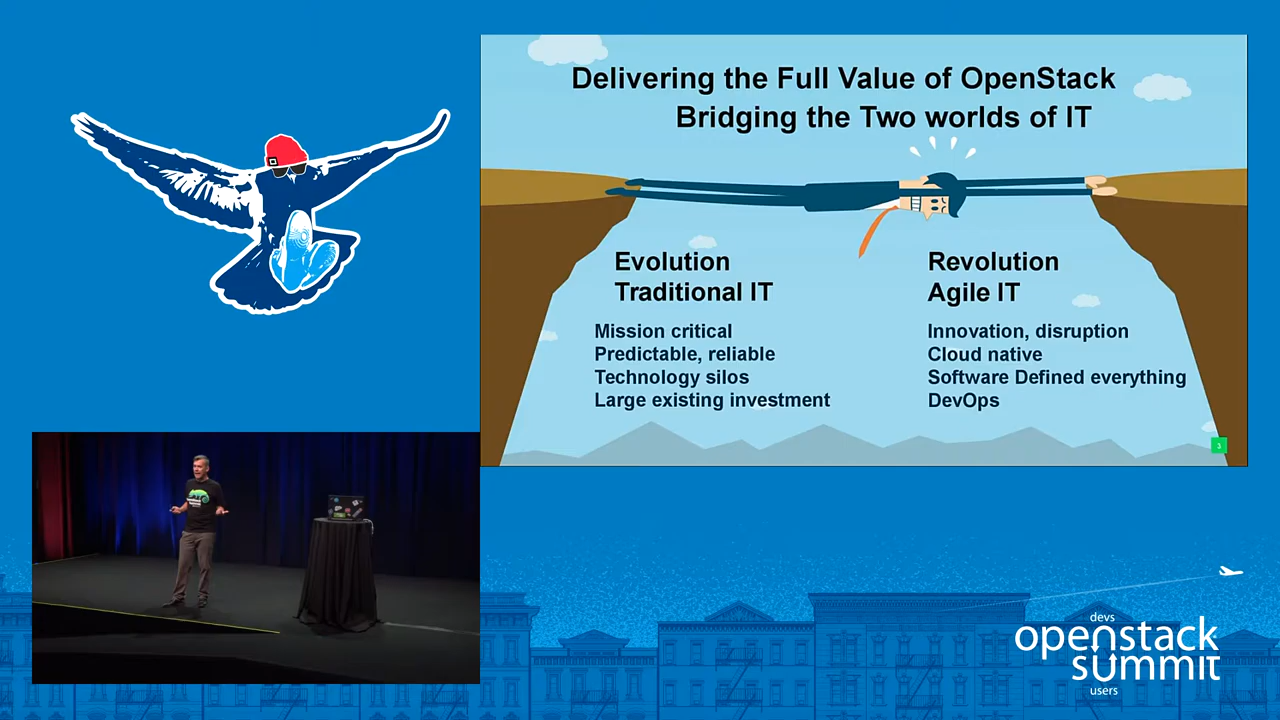 Delivering the Full Value of OpenStack
Bridging the Two worlds of IT
Evolution
Traditional IT
Mission critical
Predictable, reliable
Technology silos
Large existing investment
Revolution
Agile IT
Innovation, disruption
Cloud native
Software Defined everything
DevOps
3
devs
openstack
summit
users